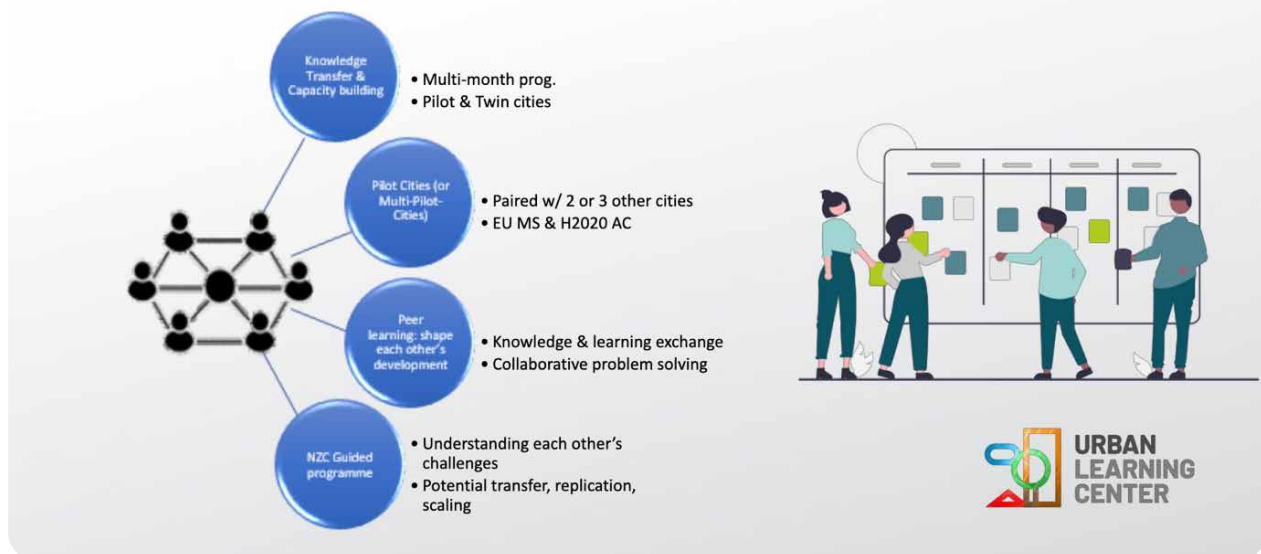 Knowledge
Transfer &
Capacity building
• Multi-month prog.
• Pilot & Twin cities
Pilot Cities (or
Multi-Pilot-
Cities)
• Paired w/ 2 or 3 other cities
• EU MS & H2020 AC
Peer
learning: shape
each other's
development
• Knowledge & learning exchange
• Collaborative problem solving
NZC Guided
programme
• Understanding each other's
challenges
• Potential transfer, replication,
scaling
URBAN
LEARNING
CENTER